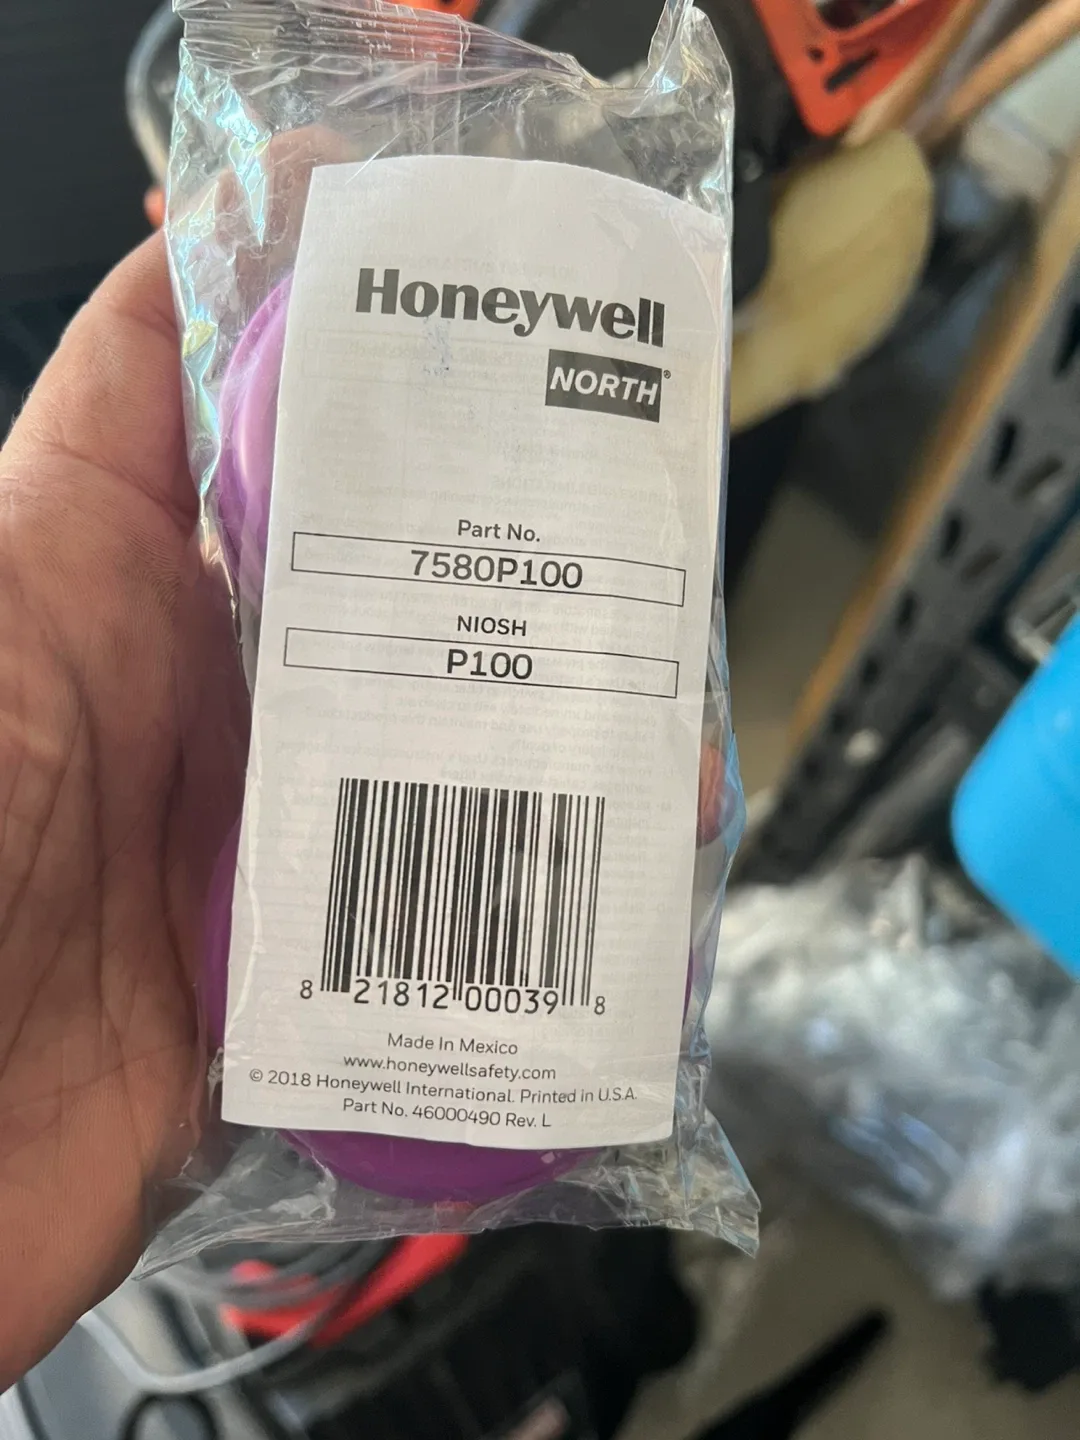 Honeywell
NORTH®
Part No.
7580P100
NIOSH
P100
8 21812 00039 8
Made In Mexico
www.honeywellsafety.com
© 2018 Honeywell International. Printed in U.S.A.
Part No. 46000490 Rev. L